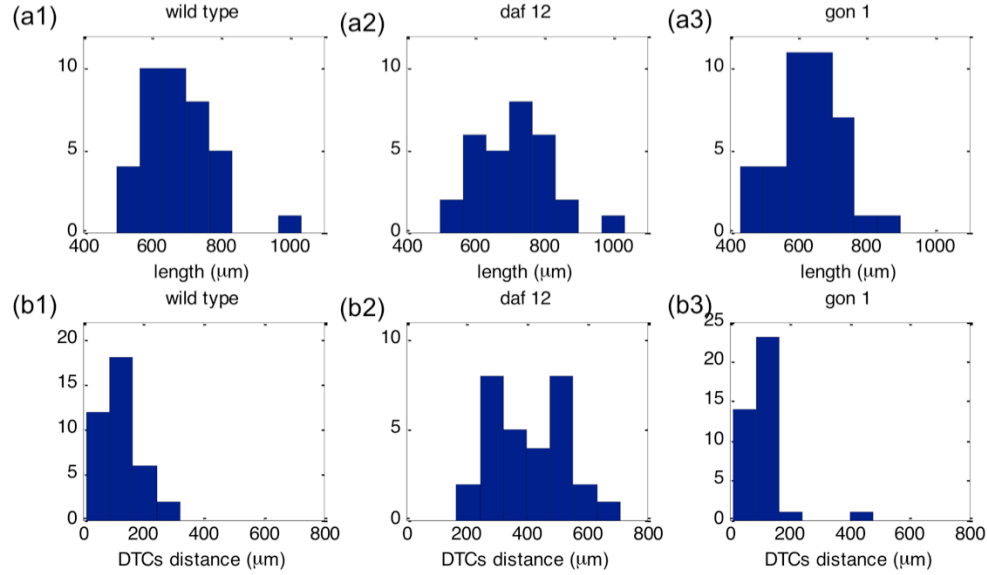 (a1)
wild type
10
5
0
400 600 800 1000
length (μm)
(a2)
daf 12
10
5
0
400 600 800 1000
length (μm)
(a3)
gon 1
10
5
0
400 600 800 1000
length (μm)
(b1)
wild type
20
15
10
5
0
0 200 400 600 800
DTCs distance (μm)
(b2)
daf 12
10
5
0
0 200 400 600 800
DTCs distance (μm)
(b3)
gon 1
25
20
15
10
5
0
0 200 400 600 800
DTCs distance (μm)